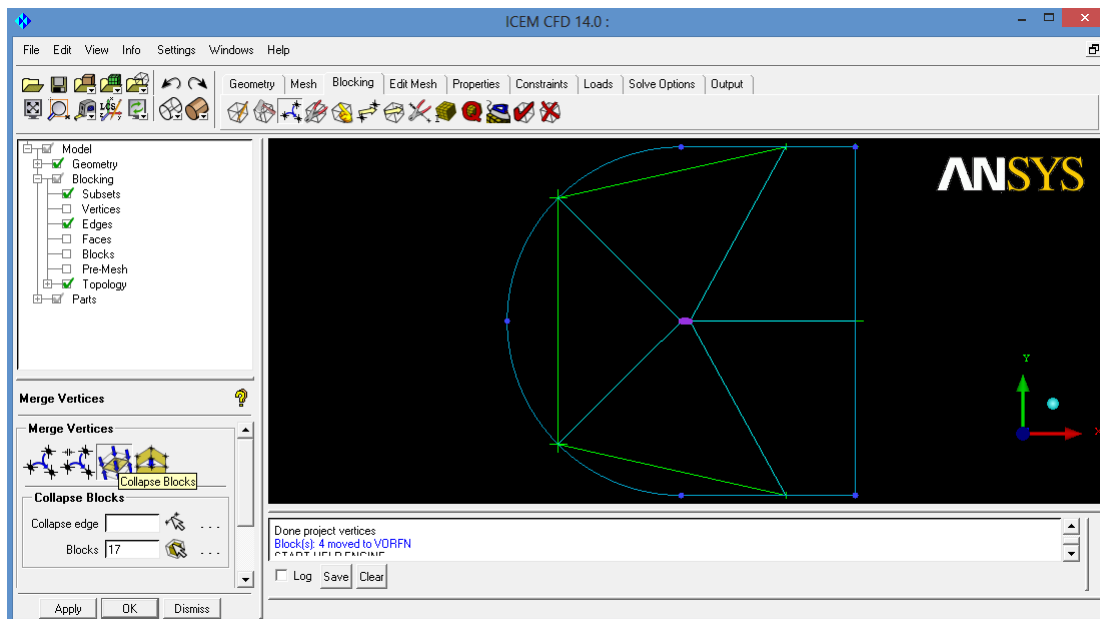 ICEM CFD 14.0 :
File Edit View Info Settings Windows Help
Geometry Mesh Blocking Edit Mesh Properties Constraints Loads Solve Options Output
Model
Geometry
Blocking
Subsets
Vertices
Edges
Faces
Blocks
Pre-Mesh
Topology
Parts
ANSYS
Y
X
Merge Vertices
Merge Vertices
Collapse Blocks
Collapse Blocks
Collapse edge ...
Blocks 17 ...
Apply OK Dismiss
Done project vertices
Block(s): 4 moved to VORFN
START HELP ENGINE
Log Save Clear